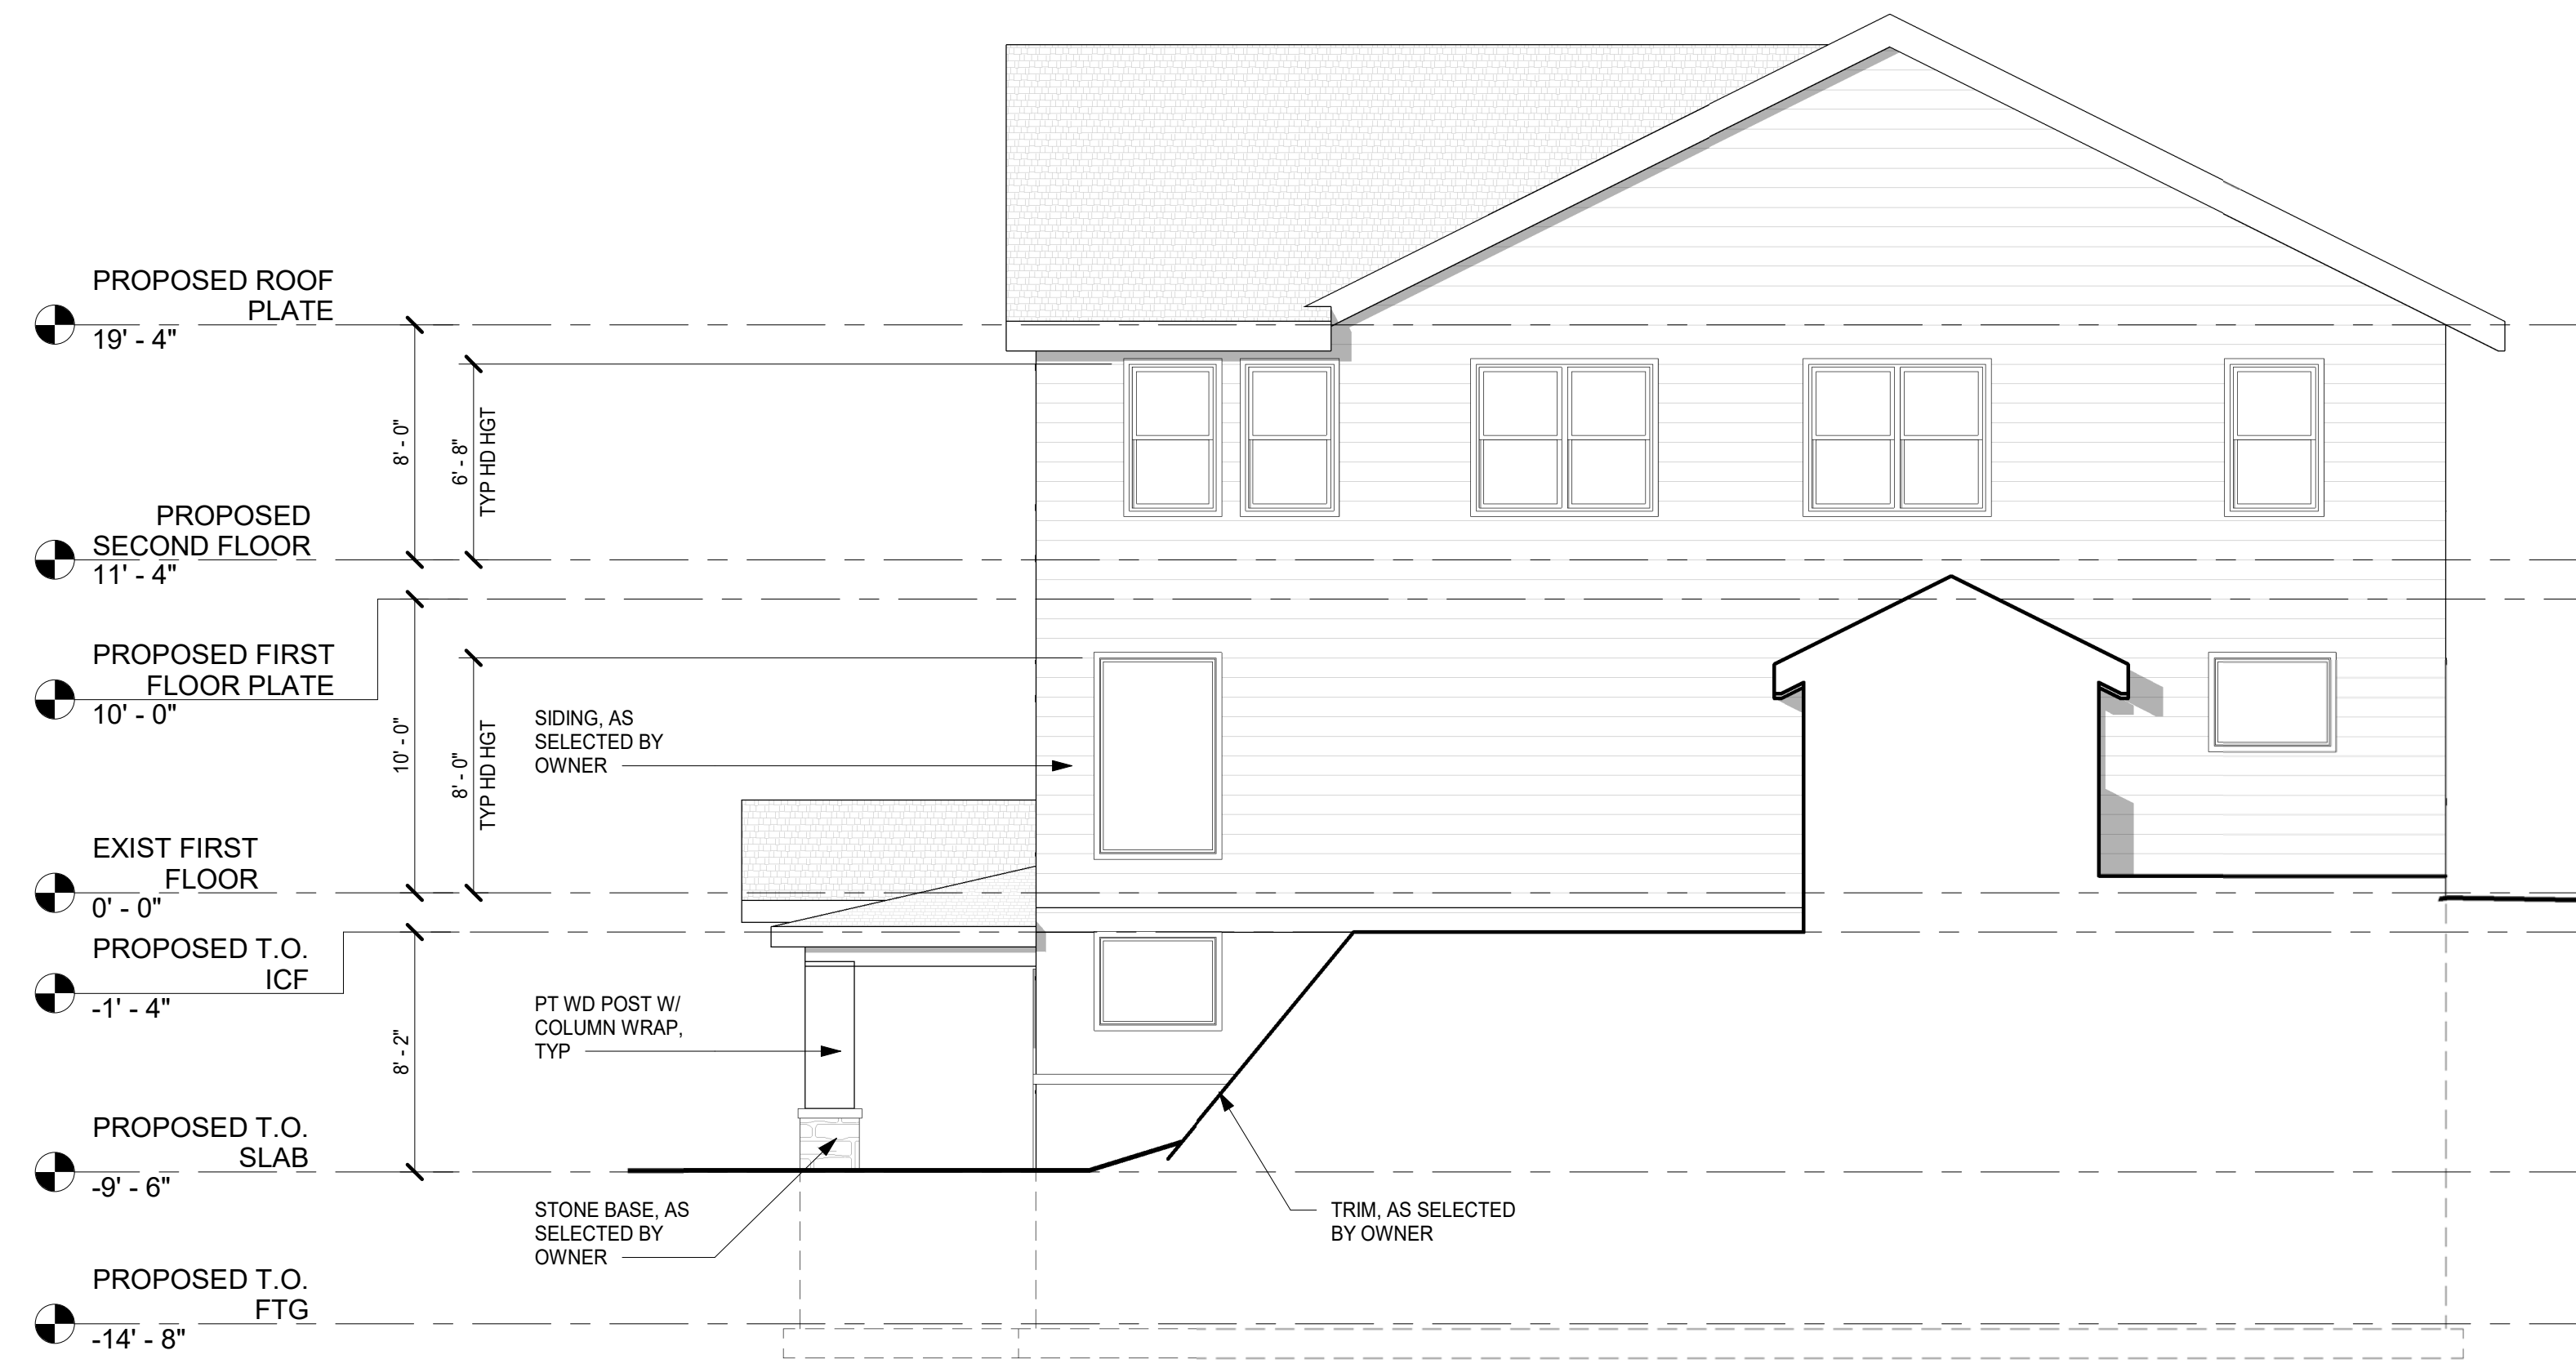 PROPOSED ROOF
PLATE
19' - 4"
8' - 0"
6' - 8"
TYP HD HGT
PROPOSED
SECOND FLOOR
11' - 4"
PROPOSED FIRST
FLOOR PLATE
10' - 0"
10' - 0"
8' - 0"
TYP HD HGT
SIDING, AS
SELECTED BY
OWNER
EXIST FIRST
FLOOR
0' - 0"
PROPOSED T.O.
ICF
-1' - 4"
8' - 2"
PT WD POST W/
COLUMN WRAP,
TYP
PROPOSED T.O.
SLAB
-9' - 6"
STONE BASE, AS
SELECTED BY
OWNER
TRIM, AS SELECTED
BY OWNER
PROPOSED T.O.
FTG
-14' - 8"